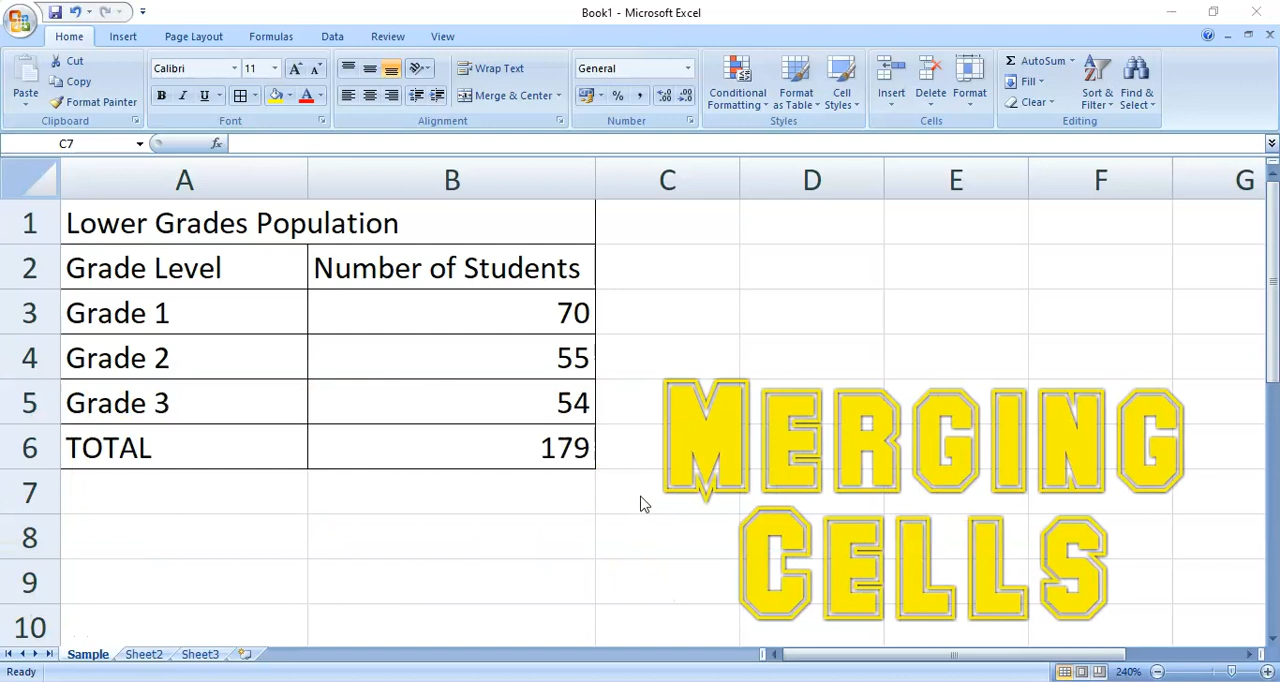 Book1 - Microsoft Excel
Home Insert Page Layout Formulas Data Review View
Paste
Cut
Copy
Format Painter
Clipboard
Calibri 11 A A
B I U A
Font
Wrap Text
Merge & Center
Alignment
General
% , .00 .00
Number
Conditional Formatting
Format as Table
Cell Styles
Styles
Insert Delete Format
Cells
Σ AutoSum
Fill
Clear
Sort & Filter
Find & Select
Editing
C7 fx
A B C D E F G
1 Lower Grades Population
2 Grade Level Number of Students
3 Grade 1 70
4 Grade 2 55
5 Grade 3 54
6 TOTAL 179
7
8
9
10
Merging
Cells
Sample Sheet2 Sheet3
Ready 240%